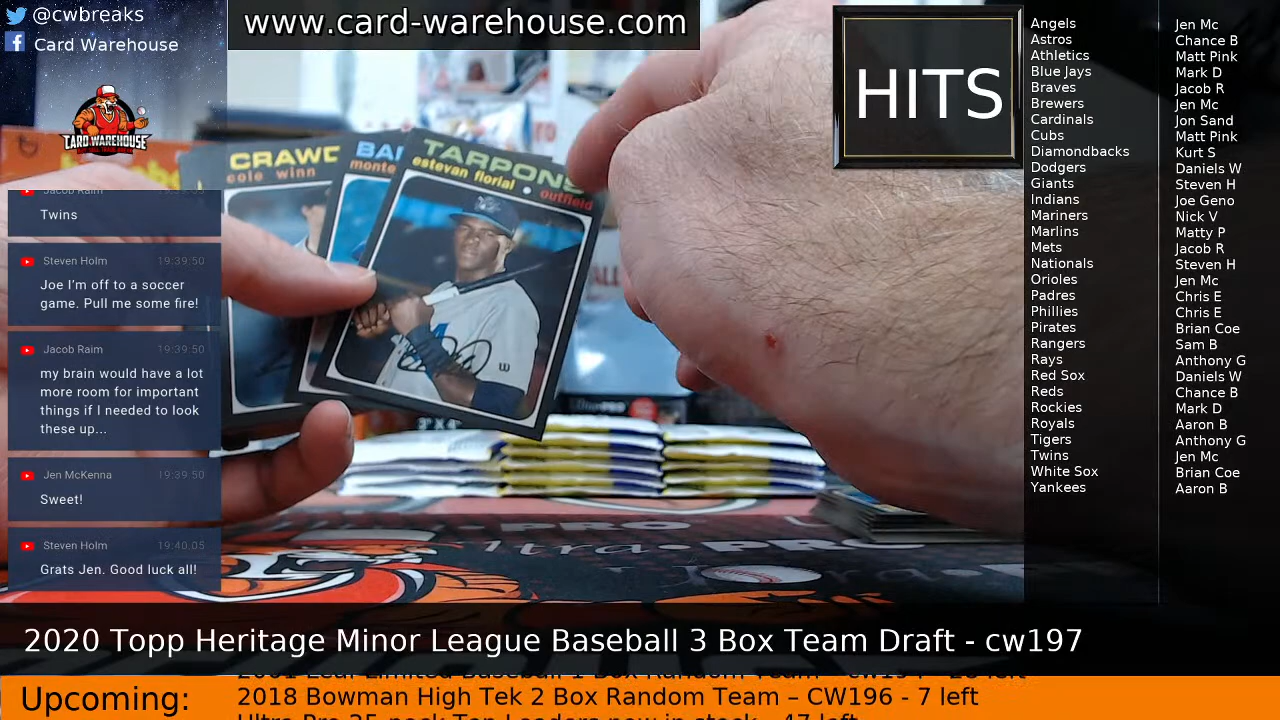 @cwbreaks
Card Warehouse
www.card-warehouse.com
CARD WAREHOUSE
HITS
Jacob Raim
Twins
Steven Holm 19:39:50
Joe I'm off to a soccer
game. Pull me some fire!
Jacob Raim 19:39:50
my brain would have a lot
more room for important
things if I needed to look
these up...
Jen McKenna 19:39:50
Sweet!
Steven Holm 19:40:05
Grats Jen. Good luck all!
CRAWD
cole winn
BA
monte
TARPONS
estevan florial • outfield
PRO
Ultra • PRO
Angels Jen Mc
Astros Chance B
Athletics Matt Pink
Blue Jays Mark D
Braves Jacob R
Brewers Jen Mc
Cardinals Jon Sand
Cubs Matt Pink
Diamondbacks Kurt S
Dodgers Daniels W
Giants Steven H
Indians Joe Geno
Mariners Nick V
Marlins Matty P
Mets Jacob R
Nationals Steven H
Orioles Jen Mc
Padres Chris E
Phillies Chris E
Pirates Brian Coe
Rangers Sam B
Rays Anthony G
Red Sox Daniels W
Reds Chance B
Rockies Mark D
Royals Aaron B
Tigers Anthony G
Twins Jen Mc
White Sox Brian Coe
Yankees Aaron B
2020 Topp Heritage Minor League Baseball 3 Box Team Draft - cw197
Upcoming:
2018 Bowman High Tek 2 Box Random Team – CW196 - 7 left